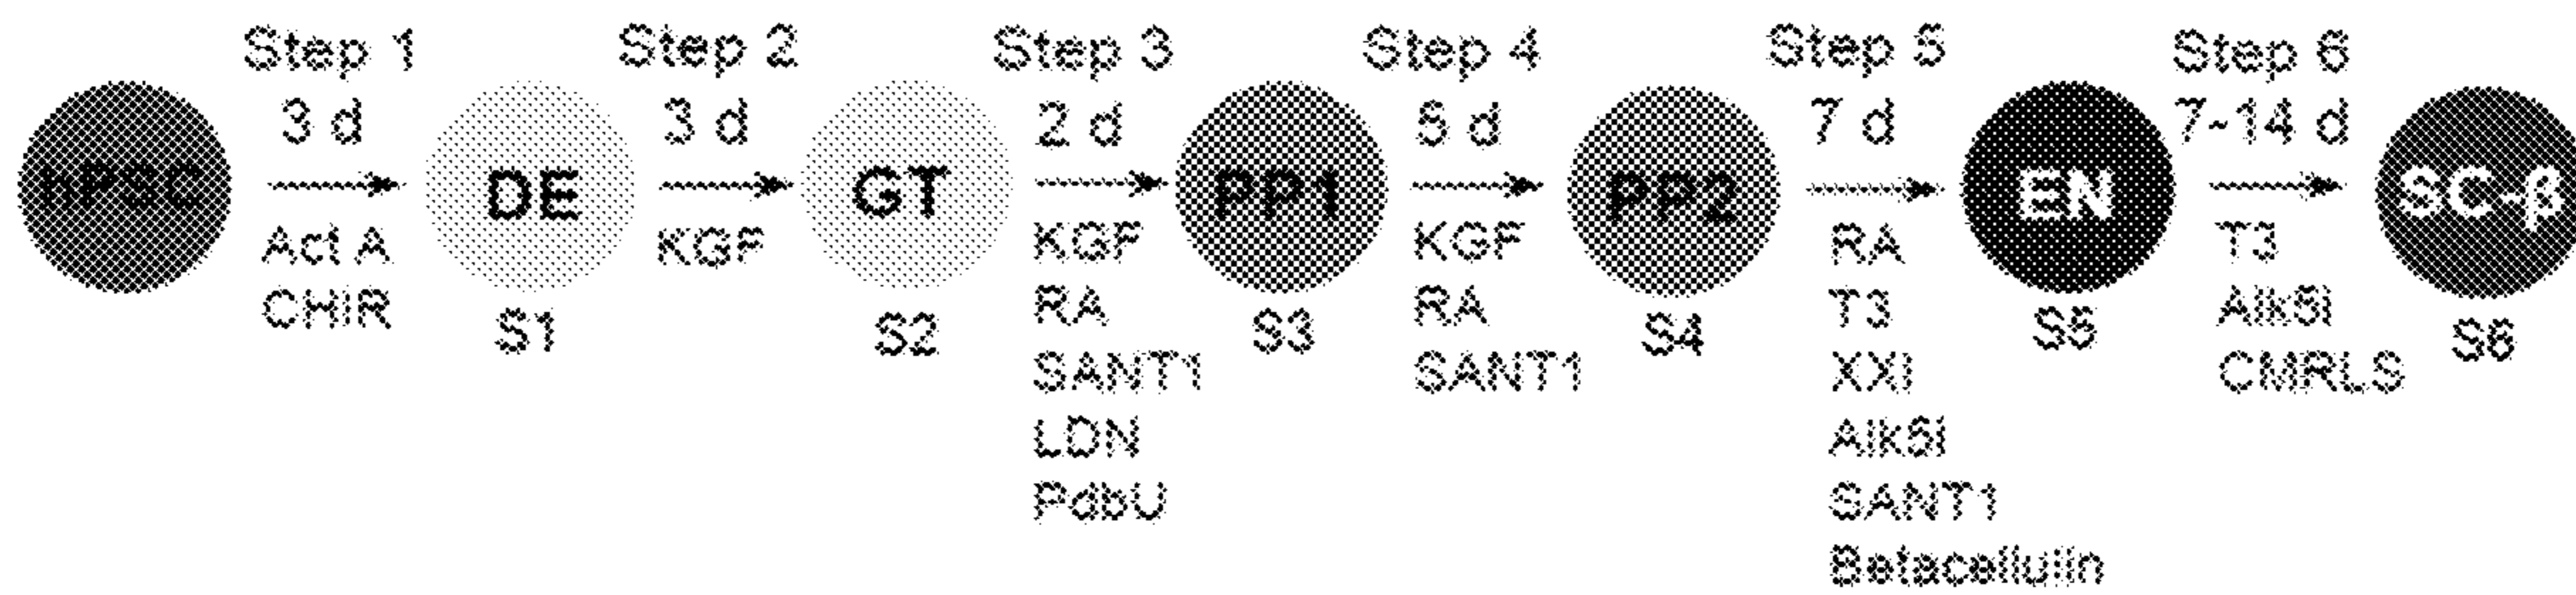 Step 1
3 d
Act A
CHIR
Step 2
3 d
KGF
Step 3
2 d
KGF
RA
SANT1
LDN
PdbU
Step 4
5 d
KGF
RA
SANT1
Step 5
7 d
RA
T3
XXI
Alk5i
SANT1
Betacellulin
Step 6
7-14 d
T3
Alk5i
CMRLS
hPSC
DE
S1
GT
S2
PP1
S3
PP2
S4
EN
S5
SC-β
S6